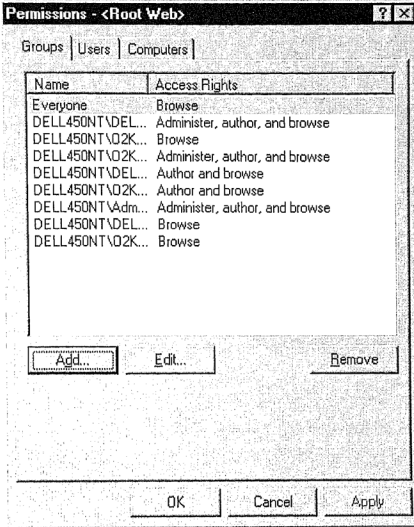 Permissions - <Root Web>
Groups Users Computers
Name Access Rights
Everyone Browse
DELL450NT\DEL... Administer, author, and browse
DELL450NT\O2K... Browse
DELL450NT\O2K... Administer, author, and browse
DELL450NT\DEL... Author and browse
DELL450NT\O2K... Author and browse
DELL450NT\Adm... Administer, author, and browse
DELL450NT\DEL... Browse
DELL450NT\O2K... Browse
Add... Edit... Remove
OK Cancel Apply